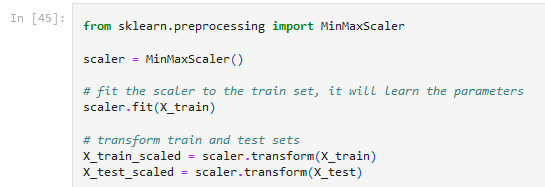 In [45]:
from sklearn.preprocessing import MinMaxScaler
scaler = MinMaxScaler()
# fit the scaler to the train set, it will learn the parameters
scaler.fit(X_train)
# transform train and test sets
X_train_scaled = scaler.transform(X_train)
X_test_scaled = scaler.transform(X_test)